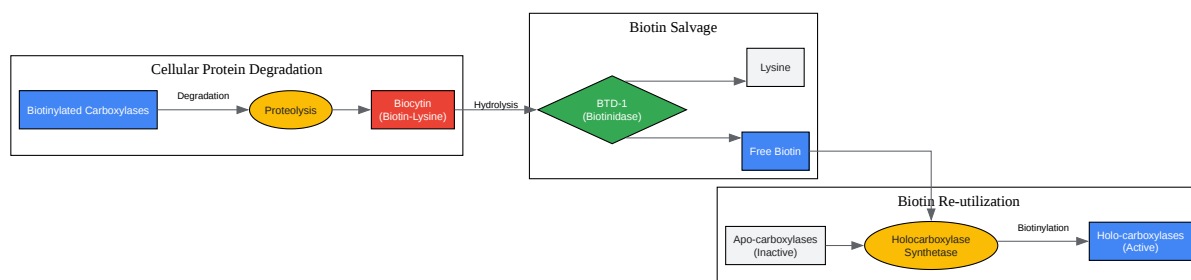 Biotin Salvage
Cellular Protein Degradation
Lysine
Biotinylated Carboxylases
Degradation
Proteolysis
Biocytin
(Biotin-Lysine)
Hydrolysis
BTD-1
(Biotinidase)
Free Biotin
Biotin Re-utilization
Apo-carboxylases
(Inactive)
Holocarboxylase
Synthetase
Biotinylation
Holo-carboxylases
(Active)